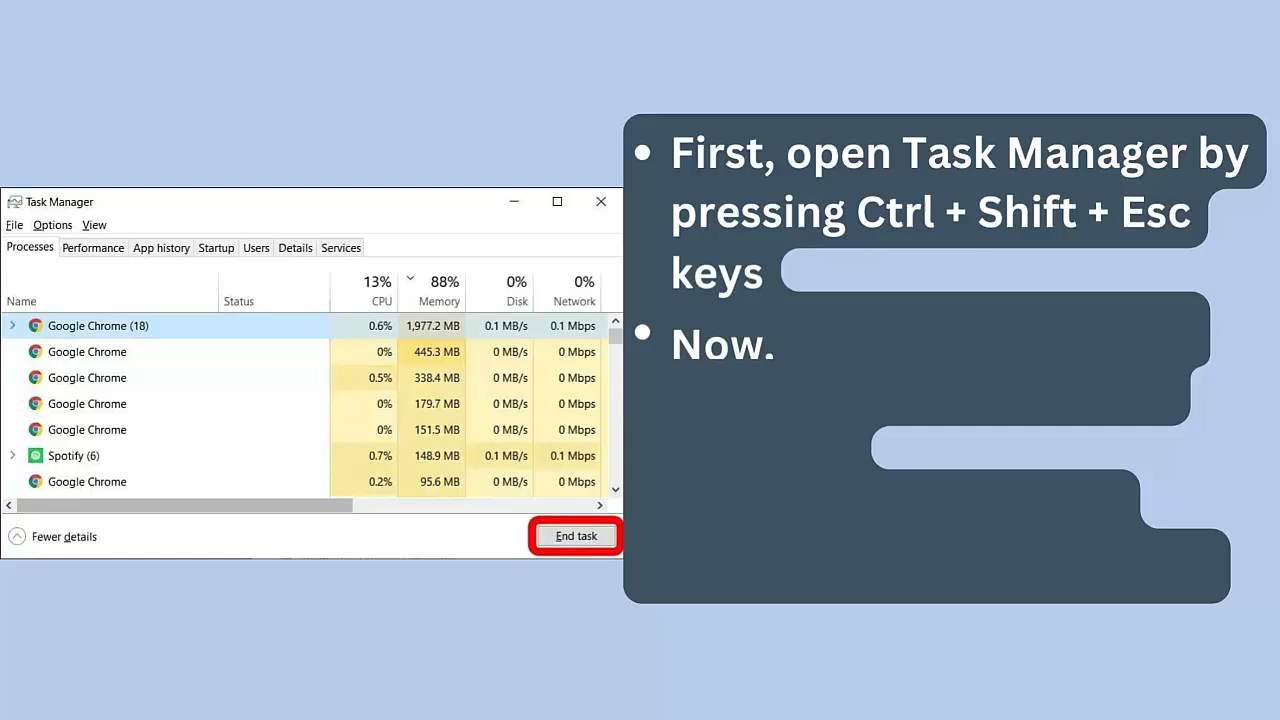 Task Manager
File Options View
Processes Performance App history Startup Users Details Services
13% 88% 0% 0%
Name Status CPU Memory Disk Network
Google Chrome (18) 0.6% 1,977.2 MB 0.1 MB/s 0.1 Mbps
Google Chrome 0% 445.3 MB 0 MB/s 0 Mbps
Google Chrome 0.5% 338.4 MB 0 MB/s 0 Mbps
Google Chrome 0% 179.7 MB 0 MB/s 0 Mbps
Google Chrome 0% 151.5 MB 0 MB/s 0 Mbps
Spotify (6) 0.7% 148.9 MB 0.1 MB/s 0.1 Mbps
Google Chrome 0.2% 95.6 MB 0 MB/s 0 Mbps
Fewer details End task
• First, open Task Manager by
pressing Ctrl + Shift + Esc
keys
• Now,